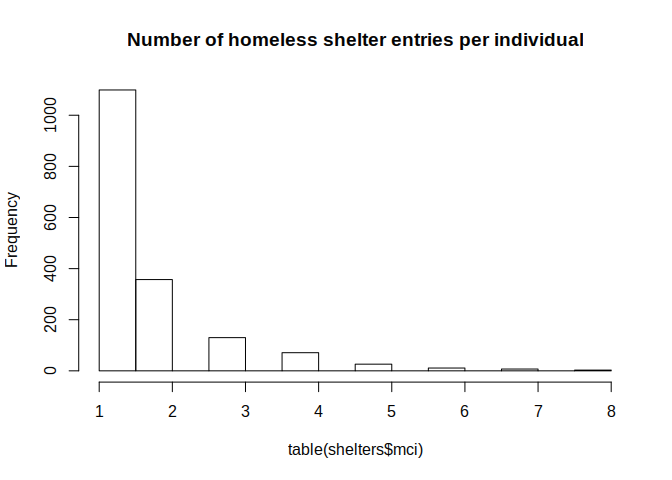 Number of homeless shelter entries per individual
Frequency
1000
800
600
400
200
0
1 2 3 4 5 6 7 8
table(shelters$mci)